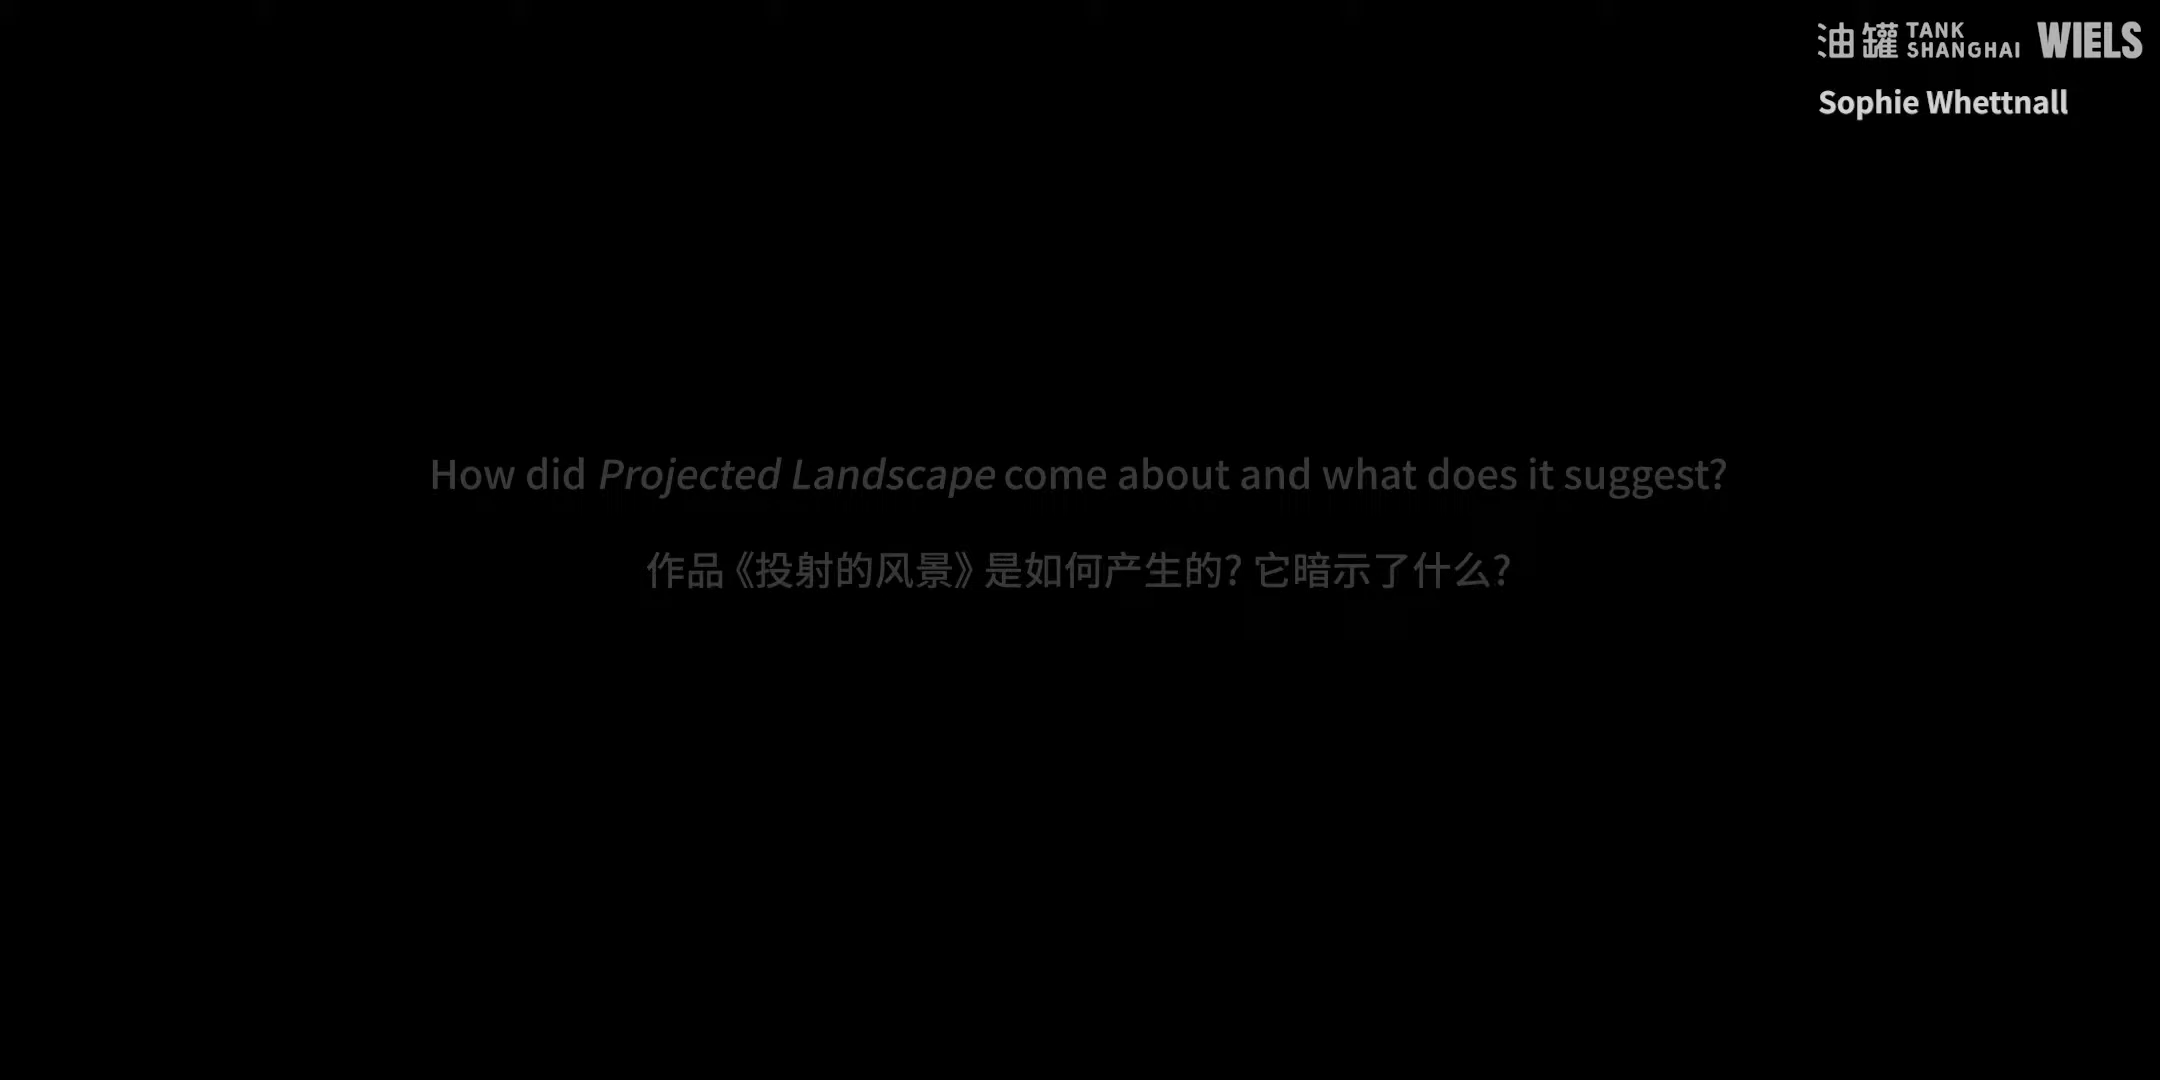 油罐 TANK SHANGHAI WIELS
Sophie Whettnall
How did Projected Landscape come about and what does it suggest?
作品《投射的风景》是如何产生的? 它暗示了什么?